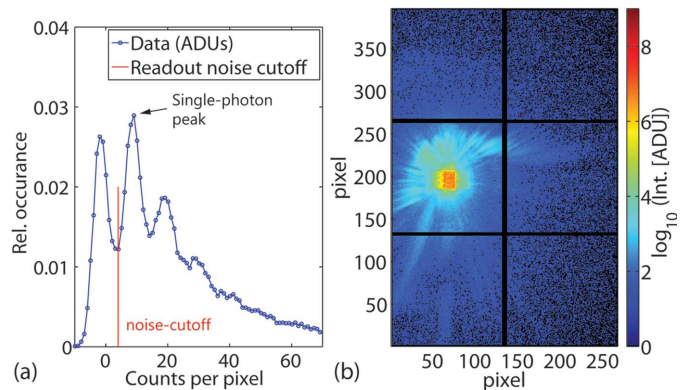 Data (ADUs)
Readout noise cutoff
Single-photon
peak
noise-cutoff
Rel. occurance
0.04
0.03
0.02
0.01
0
0 20 40 60
Counts per pixel
(a)
pixel
350
300
250
200
150
100
50
50 100 150 200 250
pixel
(b)
8
6
4
2
0
log10 (Int. [ADU])